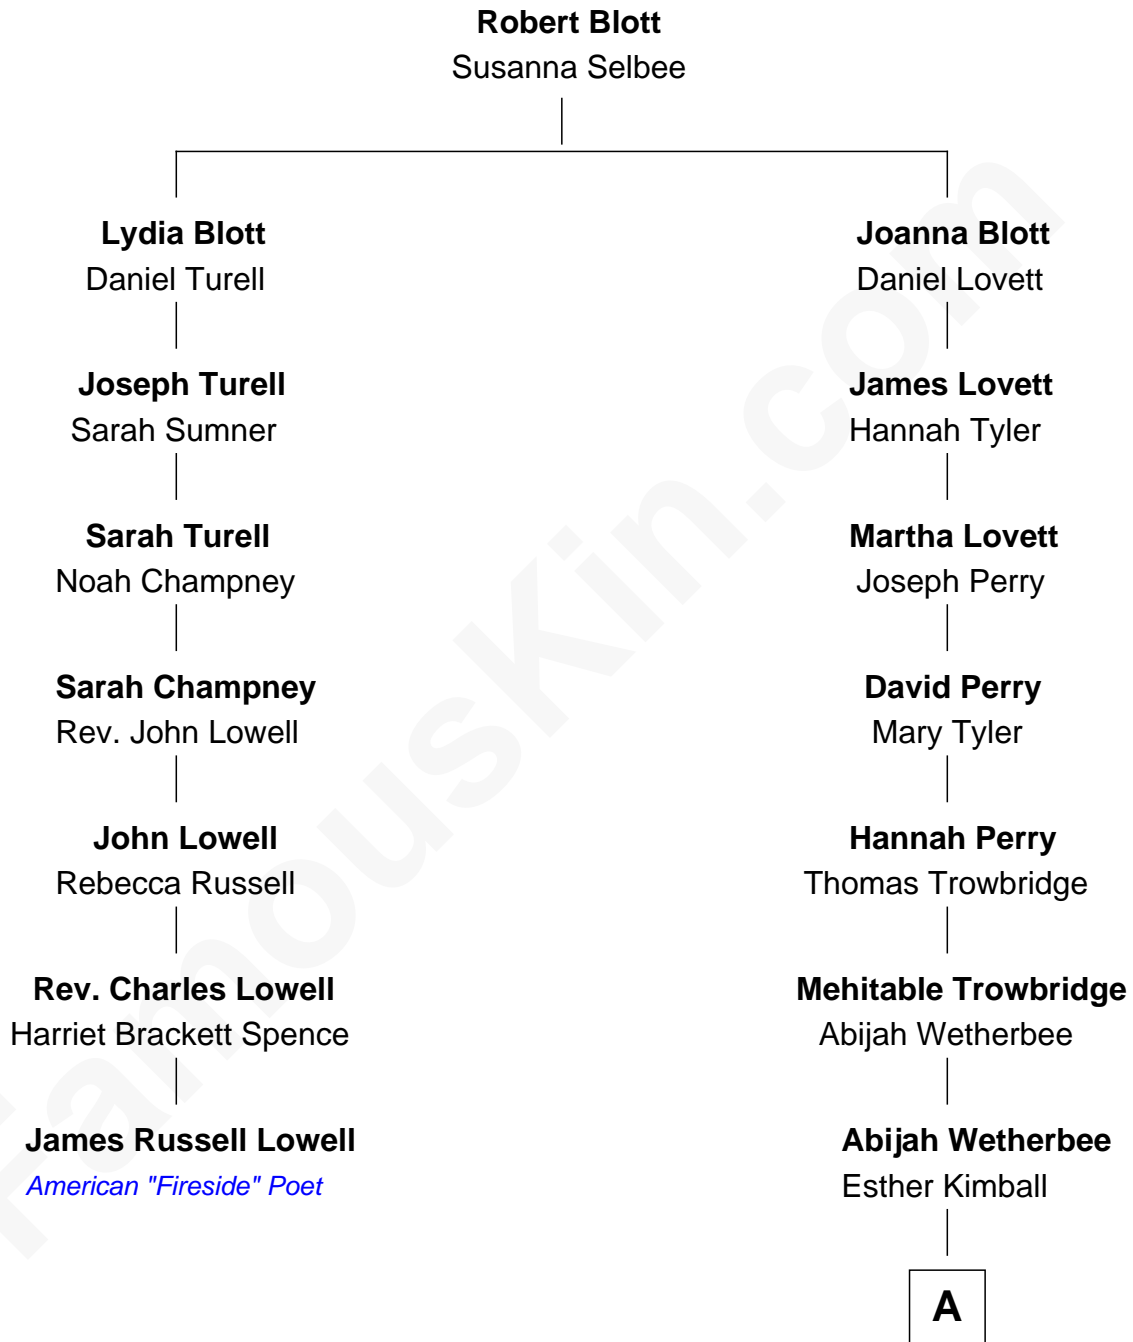 Robert Blott
Susanna Selbee
Lydia Blott
Daniel Turell
Joanna Blott
Daniel Lovett
Joseph Turell
Sarah Sumner
James Lovett
Hannah Tyler
Sarah Turell
Noah Champney
Martha Lovett
Joseph Perry
Sarah Champney
Rev. John Lowell
David Perry
Mary Tyler
John Lowell
Rebecca Russell
Hannah Perry
Thomas Trowbridge
Rev. Charles Lowell
Harriet Brackett Spence
Mehitable Trowbridge
Abijah Wetherbee
James Russell Lowell
American "Fireside" Poet
Abijah Wetherbee
Esther Kimball
A
FamousKin.com